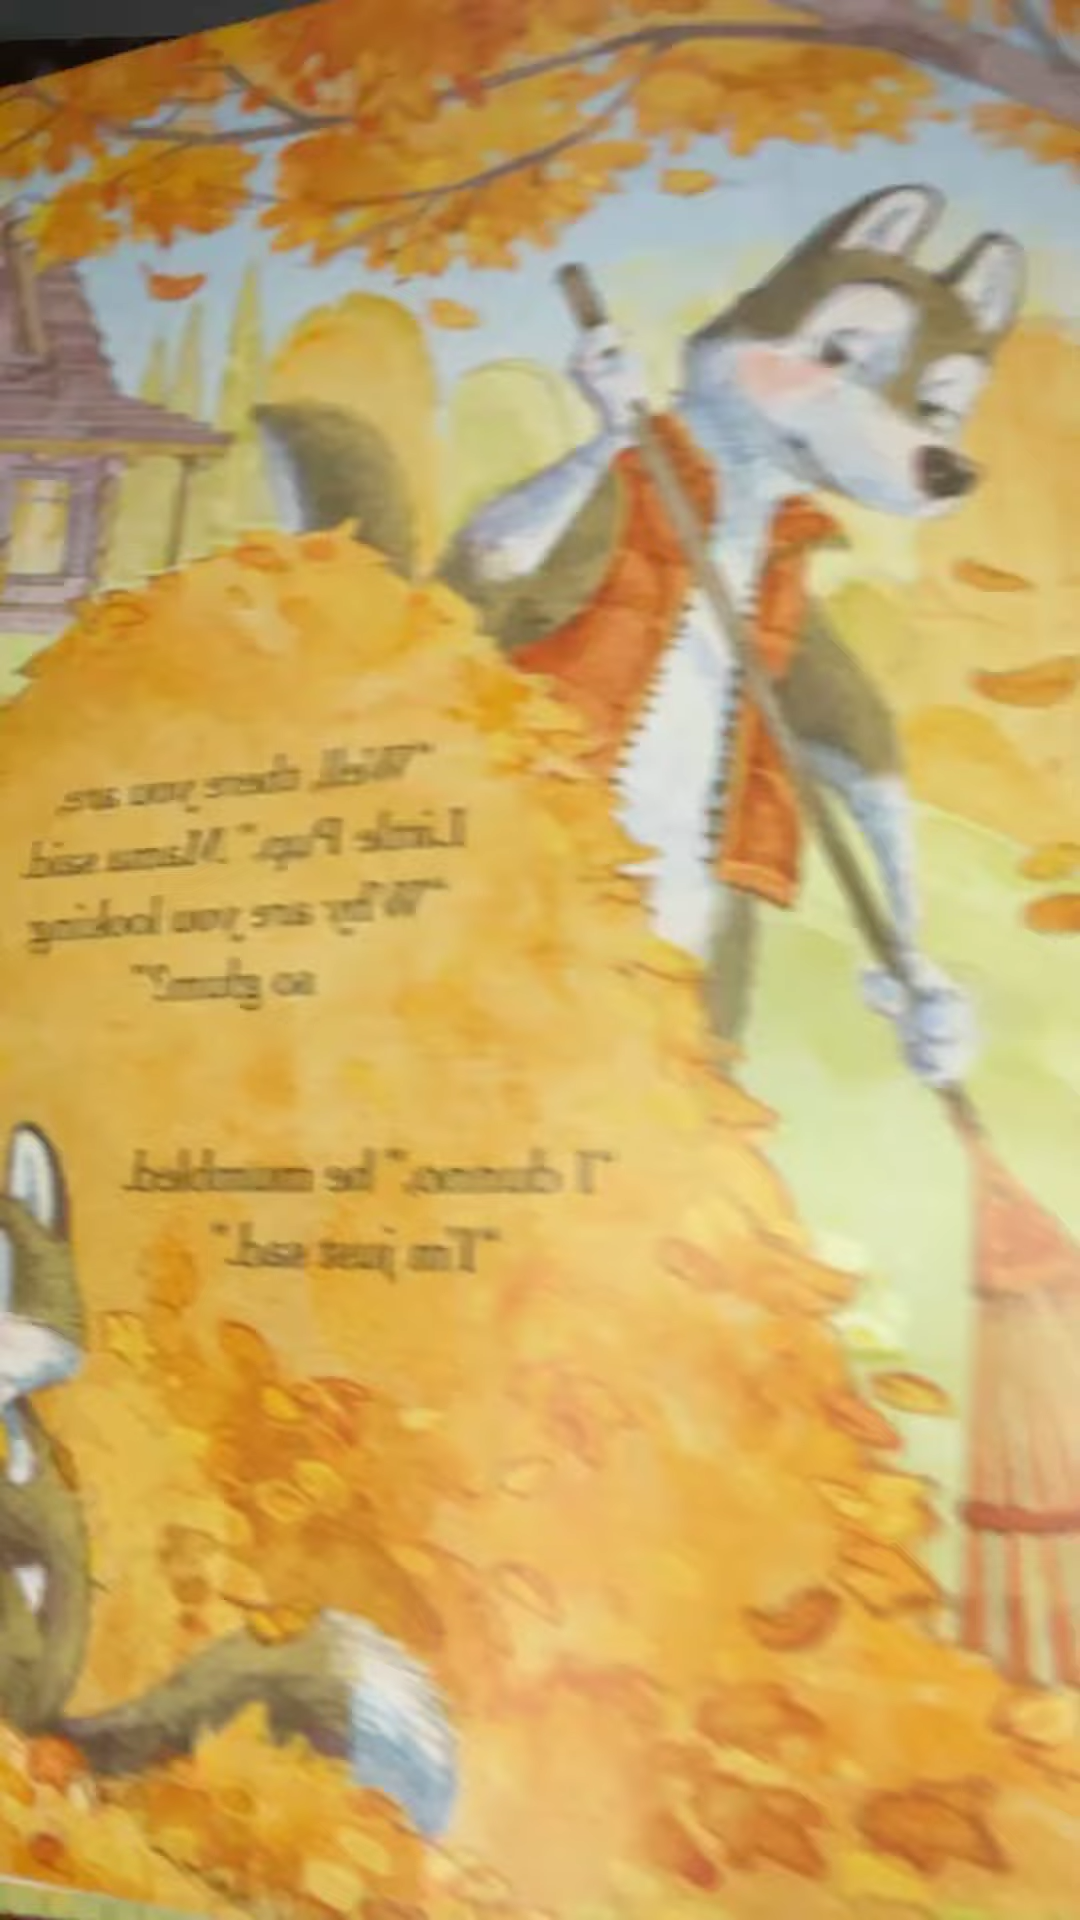 "Well, there you are,
Little Pup," Mama said.
"Why are you looking
so glum?"
"I dunno," he mumbled.
"I'm just sad."